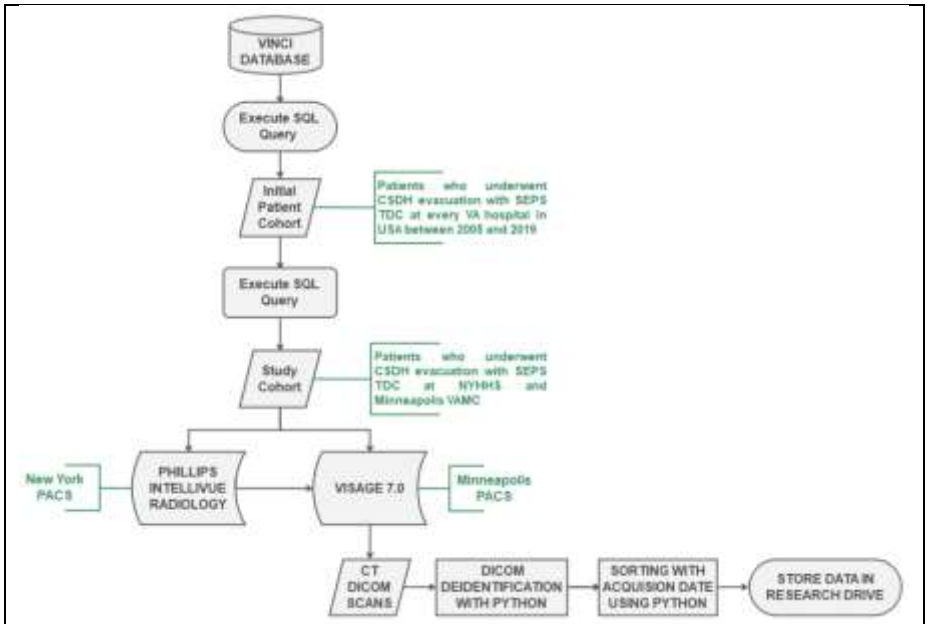 VINCI
DATABASE
Execute SQL
Query
Initial
Patient
Cohort
Patients who underwent
CSDH evacuation with SEPS
TDC at every VA hospital in
USA between 2005 and 2019
Execute SQL
Query
Study
Cohort
Patients who underwent
CSDH evacuation with SEPS
TDC at NYHHS and
Minneapolis VAMC
New York
PACS
PHILLIPS
INTELLIVUE
RADIOLOGY
VISAGE 7.0
Minneapolis
PACS
CT
DICOM
SCANS
DICOM
DEIDENTIFICATION
WITH PYTHON
SORTING WITH
ACQUISION DATE
USING PYTHON
STORE DATA IN
RESEARCH DRIVE